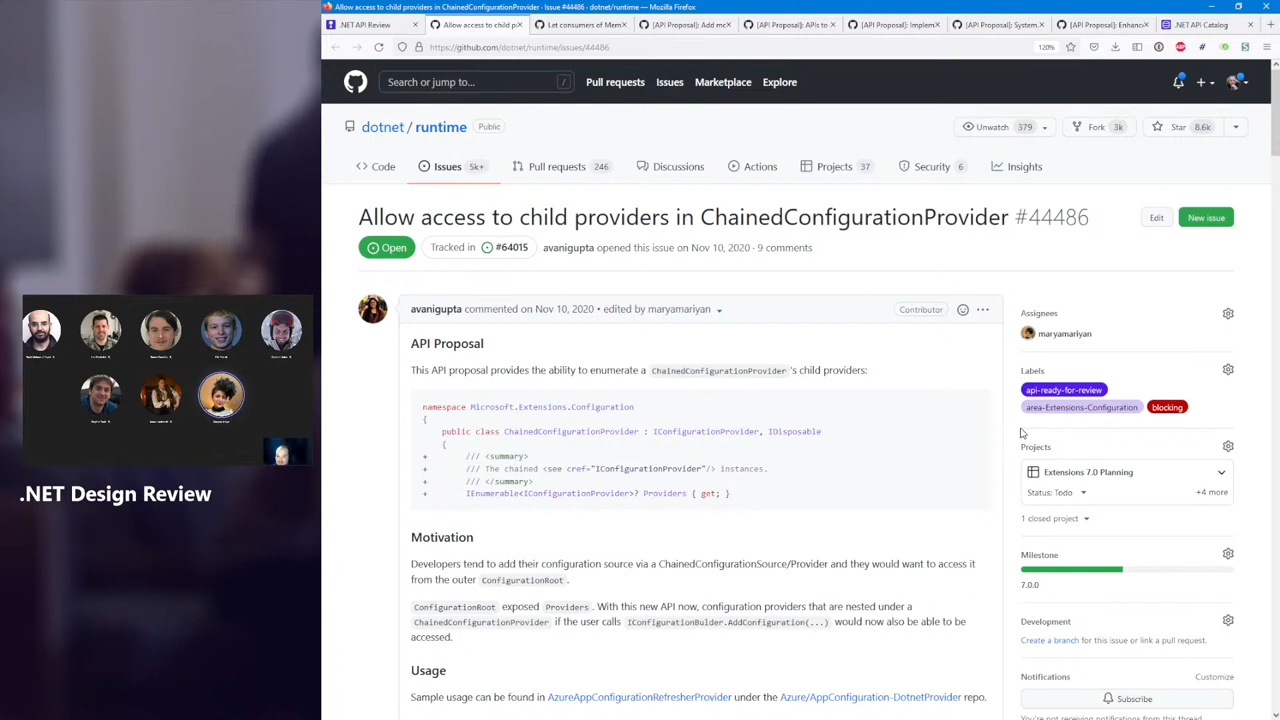 Allow access to child providers in ChainedConfigurationProvider · Issue #44486 · dotnet/runtime — Mozilla Firefox
.NET API Review
Allow access to child p
Let consumers of Mem
[API Proposal]: Add mc
[API Proposal]: APIs to
[API Proposal]: Implem
[API Proposal]: System.
[API Proposal]: Enhanc
.NET API Catalog
https://github.com/dotnet/runtime/issues/44486
120%
Search or jump to...
/
Pull requests
Issues
Marketplace
Explore
dotnet / runtime
Public
Unwatch 379
Fork 3k
Star 8.6k
Code
Issues 5k+
Pull requests 246
Discussions
Actions
Projects 37
Security 6
Insights
Allow access to child providers in ChainedConfigurationProvider #44486
Edit
New issue
Open
Tracked in #64015
avanigupta opened this issue on Nov 10, 2020 · 9 comments
avanigupta commented on Nov 10, 2020 • edited by maryamariyan
Contributor
API Proposal
This API proposal provides the ability to enumerate a ChainedConfigurationProvider 's child providers:
namespace Microsoft.Extensions.Configuration
{
public class ChainedConfigurationProvider : IConfigurationProvider, IDisposable
{
+ /// <summary>
+ /// The chained <see cref="IConfigurationProvider"/> instances.
+ /// </summary>
+ IEnumerable<IConfigurationProvider>? Providers { get; }
Motivation
Developers tend to add their configuration source via a ChainedConfigurationSource/Provider and they would want to access it
from the outer ConfigurationRoot.
ConfigurationRoot exposed Providers. With this new API now, configuration providers that are nested under a
ChainedConfigurationProvider if the user calls IConfigurationBulder.AddConfiguration(...) would now also be able to be
accessed.
Usage
Sample usage can be found in AzureAppConfigurationRefresherProvider under the Azure/AppConfiguration-DotnetProvider repo.
Assignees
maryamariyan
Labels
api-ready-for-review
area-Extensions-Configuration
blocking
Projects
Extensions 7.0 Planning
Status: Todo
+4 more
1 closed project
Milestone
7.0.0
Development
Create a branch for this issue or link a pull request.
Notifications
Customize
Subscribe
You're not receiving notifications from this thread.
.NET Design Review